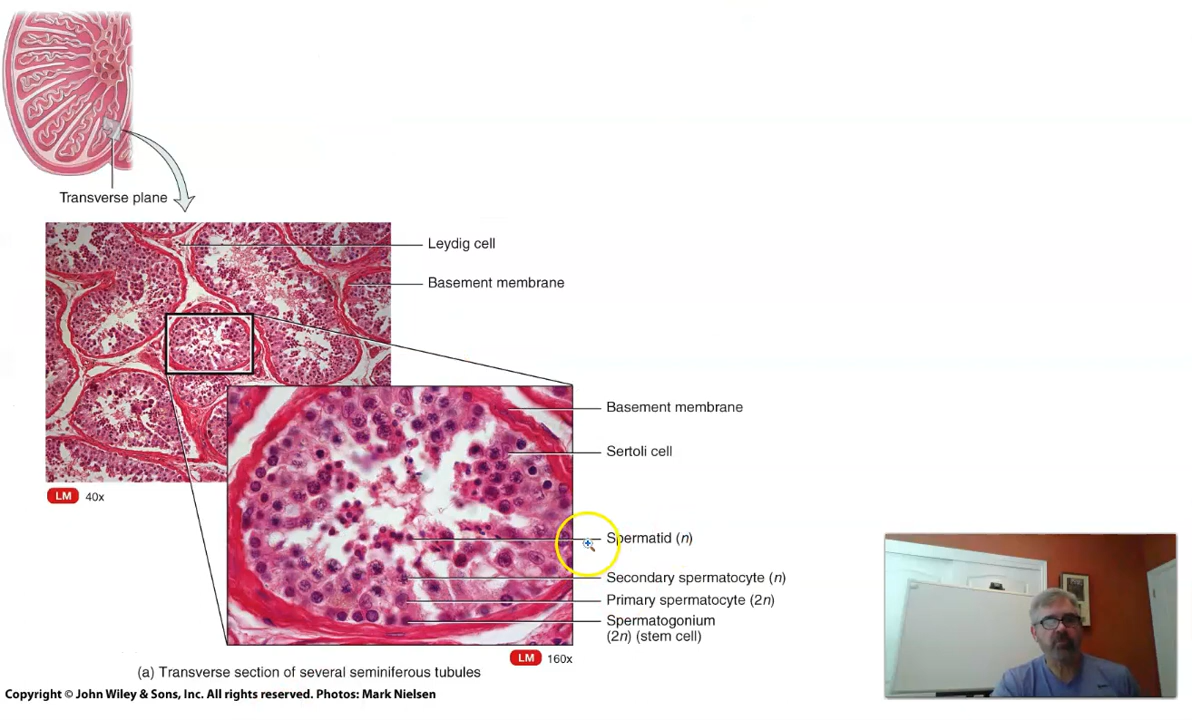 Transverse plane
Leydig cell
Basement membrane
Basement membrane
Sertoli cell
Spermatid (n)
Secondary spermatocyte (n)
Primary spermatocyte (2n)
Spermatogonium
(2n) (stem cell)
LM 40x
LM 160x
(a) Transverse section of several seminiferous tubules
Copyright © John Wiley & Sons, Inc. All rights reserved. Photos: Mark Nielsen